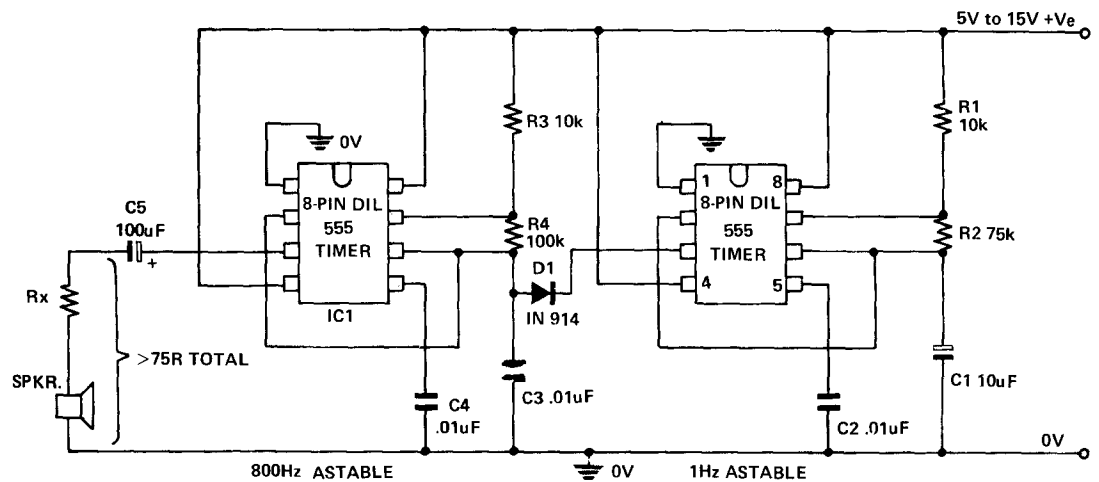 5V to 15V +Ve
R3 10k
R1
10k
0V
8-PIN DIL
555
TIMER
IC1
R4
100k
C5
100uF
+
Rx
SPKR.
>75R TOTAL
D1
IN 914
1
8
8-PIN DIL
555
TIMER
4
5
R2 75k
C4
.01uF
C3 .01uF
C2 .01uF
C1 10uF
0V
800Hz ASTABLE
0V
1Hz ASTABLE